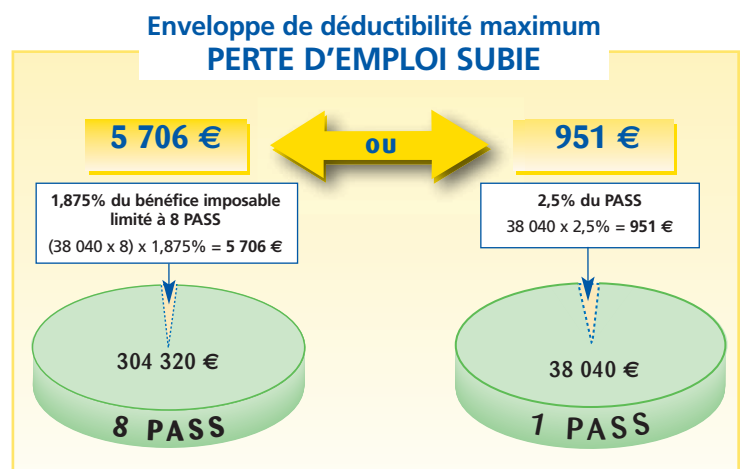 Enveloppe de déductibilité maximum
PERTE D’EMPLOI SUBIE
5 706 €
OU
951 €
1,875% du bénéfice imposable
limité à 8 PASS
(38 040 x 8) x 1,875% = 5 706 €
2,5% du PASS
38 040 x 2,5% = 951 €
304 320 €
8 PASS
38 040 €
1 PASS